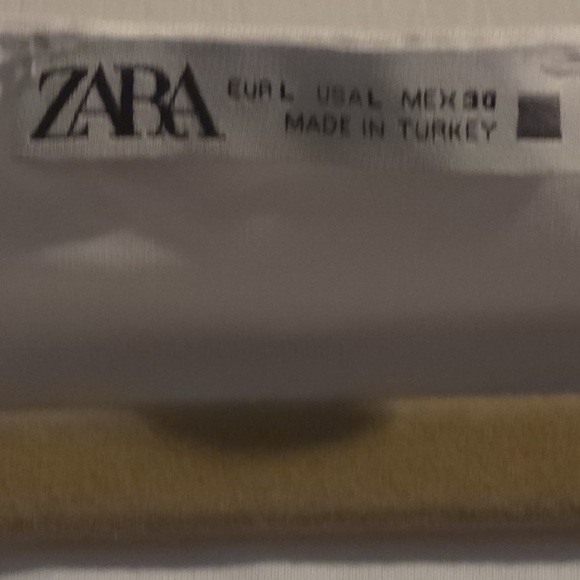 ZARA EUR L USA L MEX 30
MADE IN TURKEY